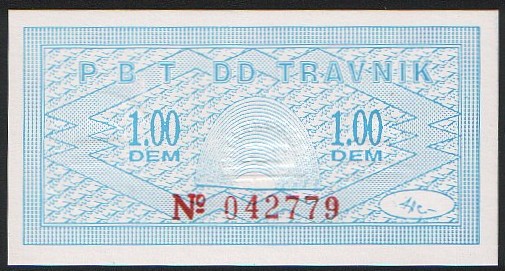 P B T DD TRAVNIK
1.00 1.00
DEM DEM
Nº 042779